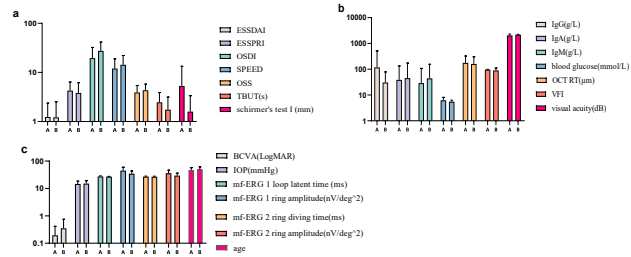 a
100
10
1
A B A B A B A B A B A B A B
ESSDAI
ESSPRI
OSDI
SPEED
OSS
TBUT(s)
schirmer's test I (mm)
b
10000
1000
100
10
1
A B A B A B A B A B A B A B
IgG(g/L)
IgA(g/L)
IgM(g/L)
blood glucose(mmol/L)
OCT RT(μm)
VFI
visual acuity(dB)
c
100
10
1
0.1
A B A B A B A B A B A B A B
BCVA(LogMAR)
IOP(mmHg)
mf-ERG 1 loop latent time (ms)
mf-ERG 1 ring amplitude(nV/deg^2)
mf-ERG 2 ring diving time(ms)
mf-ERG 2 ring amplitude(nV/deg^2)
age